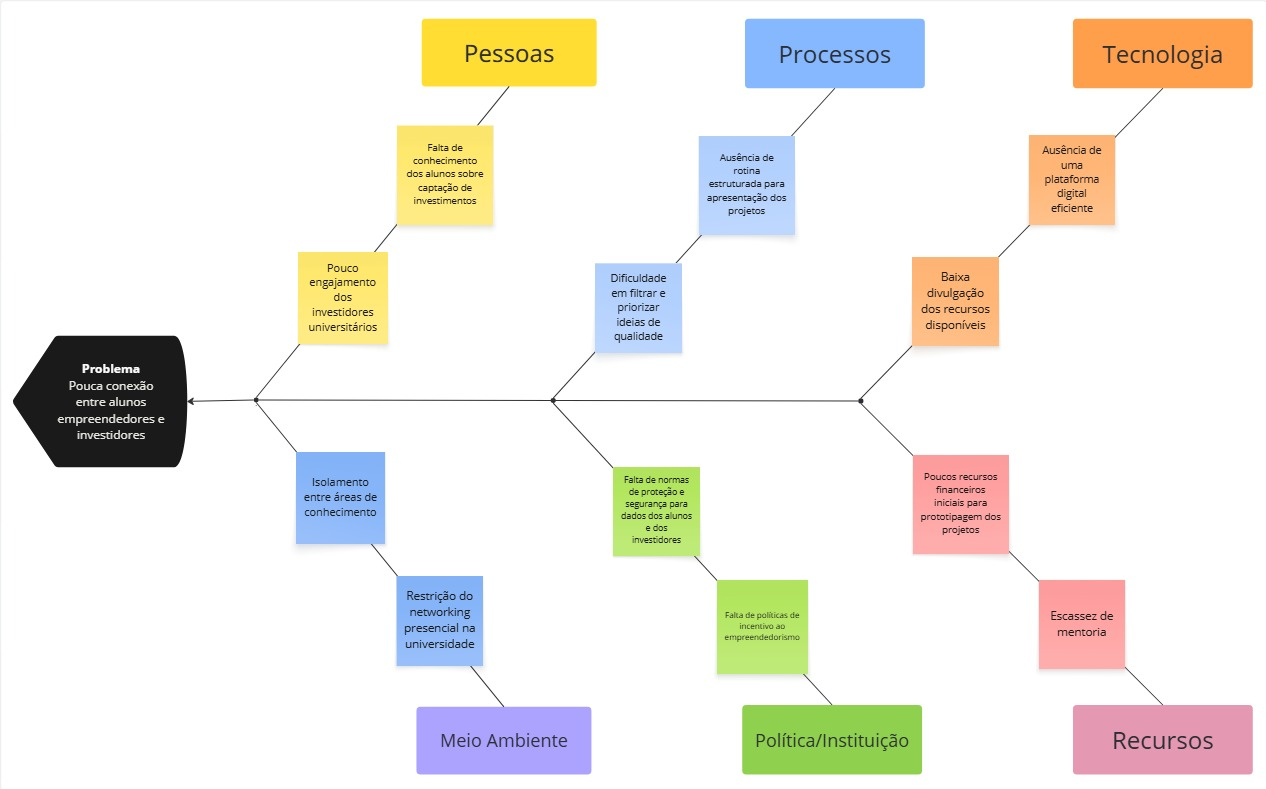 Pessoas
Processos
Tecnologia
Falta de
conhecimento
dos alunos sobre
captação de
investimentos
Ausência de
rotina
estruturada para
apresentação dos
projetos
Ausência de
uma
plataforma
digital
eficiente
Pouco
engajamento
dos
investidores
universitários
Dificuldade
em filtrar e
priorizar
ideias de
qualidade
Baixa
divulgação
dos recursos
disponíveis
Problema
Pouca conexão
entre alunos
empreendedores e
investidores
Isolamento
entre áreas de
conhecimento
Falta de normas
de proteção e
segurança para
dados dos alunos
e dos
investidores
Poucos recursos
financeiros
iniciais para
prototipagem dos
projetos
Restrição do
networking
presencial na
universidade
Falta de políticas de
incentivo ao
empreendedorismo
Escassez de
mentoria
Meio Ambiente
Política/Instituição
Recursos